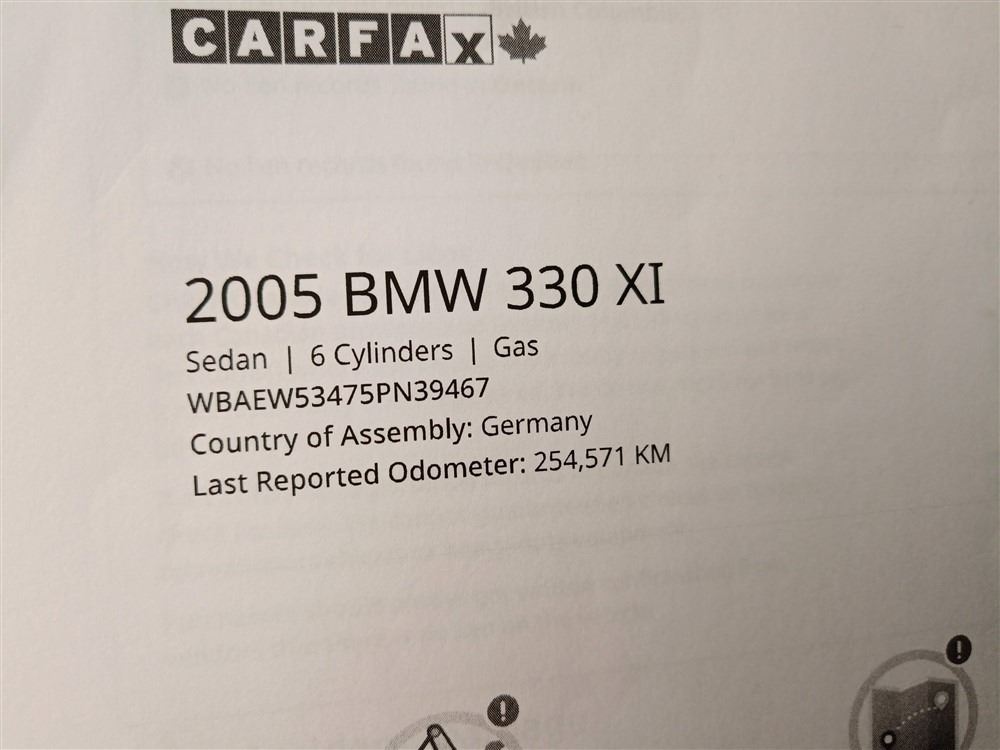 CARFAX
2005 BMW 330 XI
Sedan | 6 Cylinders | Gas
WBAEW53475PN39467
Country of Assembly: Germany
Last Reported Odometer: 254,571 KM